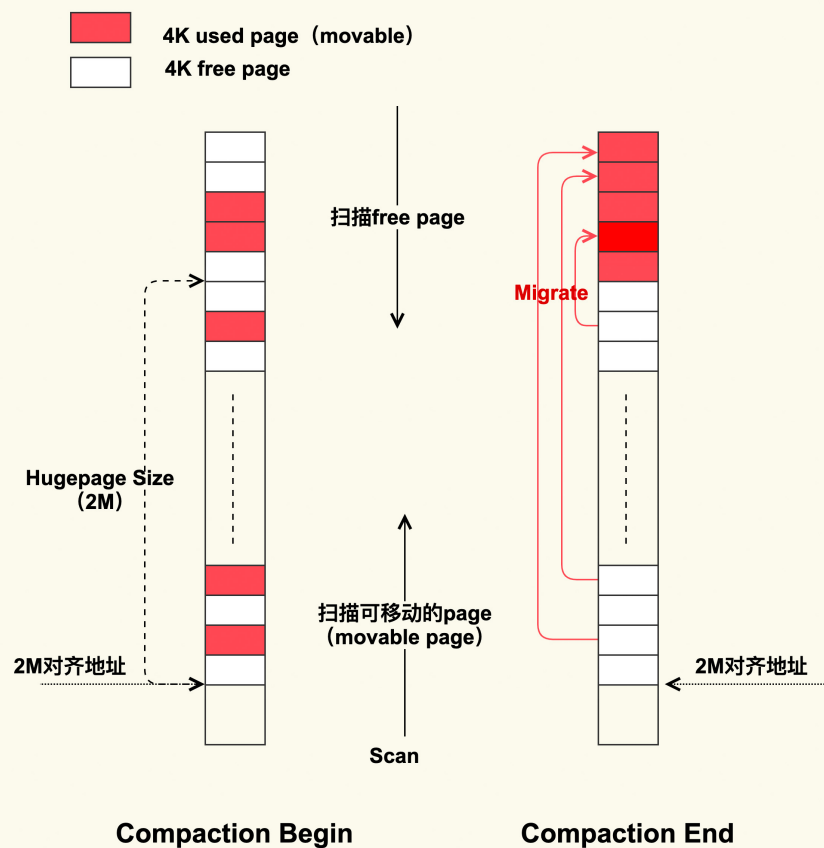 4K used page（movable）
4K free page
扫描free page
Migrate
Hugepage Size
（2M）
扫描可移动的page
（movable page）
2M对齐地址
2M对齐地址
Scan
Compaction Begin
Compaction End